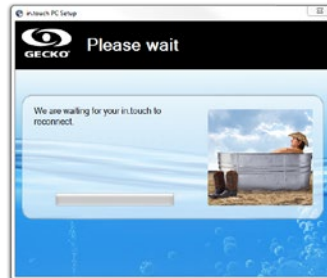 in.touch PC Setup
GECKO
Please wait
We are waiting for your in.touch to
reconnect.